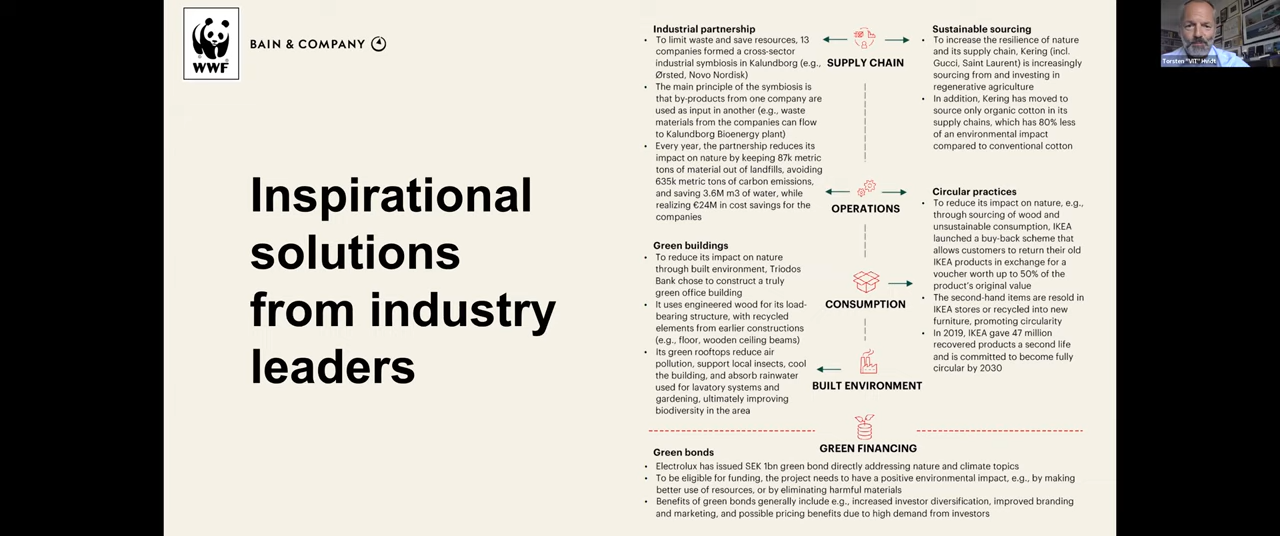 WWF
BAIN & COMPANY
Inspirational
solutions
from industry
leaders
Industrial partnership
• To limit waste and save resources, 13
companies formed a cross-sector
industrial symbiosis in Kalundborg (e.g.,
Ørsted, Novo Nordisk)
• The main principle of the symbiosis is
that by-products from one company are
used as input in another (e.g., waste
materials from the companies can flow
to Kalundborg Bioenergy plant)
• Every year, the partnership reduces its
impact on nature by keeping 87k metric
tons of material out of landfills, avoiding
635k metric tons of carbon emissions,
and saving 3.6M m3 of water, while
realizing €24M in cost savings for the
companies
Green buildings
• To reduce its impact on nature
through built environment, Triodos
Bank chose to construct a truly
green office building
• It uses engineered wood for its load-
bearing structure, with recycled
elements from earlier constructions
(e.g., floor, wooden ceiling beams)
• Its green rooftops reduce air
pollution, support local insects, cool
the building, and absorb rainwater
used for lavatory systems and
gardening, ultimately improving
biodiversity in the area
SUPPLY CHAIN
OPERATIONS
CONSUMPTION
BUILT ENVIRONMENT
GREEN FINANCING
Sustainable sourcing
• To increase the resilience of nature
and its supply chain, Kering (incl.
Gucci, Saint Laurent) is increasingly
sourcing from and investing in
regenerative agriculture
• In addition, Kering has moved to
source only organic cotton in its
supply chains, which has 80% less
of an environmental impact
compared to conventional cotton
Circular practices
• To reduce its impact on nature, e.g.,
through sourcing of wood and
unsustainable consumption, IKEA
launched a buy-back scheme that
allows customers to return their old
IKEA products in exchange for a
voucher worth up to 50% of the
product's original value
• The second-hand items are resold in
IKEA stores or recycled into new
furniture, promoting circularity
• In 2019, IKEA gave 47 million
recovered products a second life
and is committed to become fully
circular by 2030
Green bonds
• Electrolux has issued SEK 1bn green bond directly addressing nature and climate topics
• To be eligible for funding, the project needs to have a positive environmental impact, e.g., by making
better use of resources, or by eliminating harmful materials
• Benefits of green bonds generally include e.g., increased investor diversification, improved branding
and marketing, and possible pricing benefits due to high demand from investors
Torsten "VIT" Hvidt